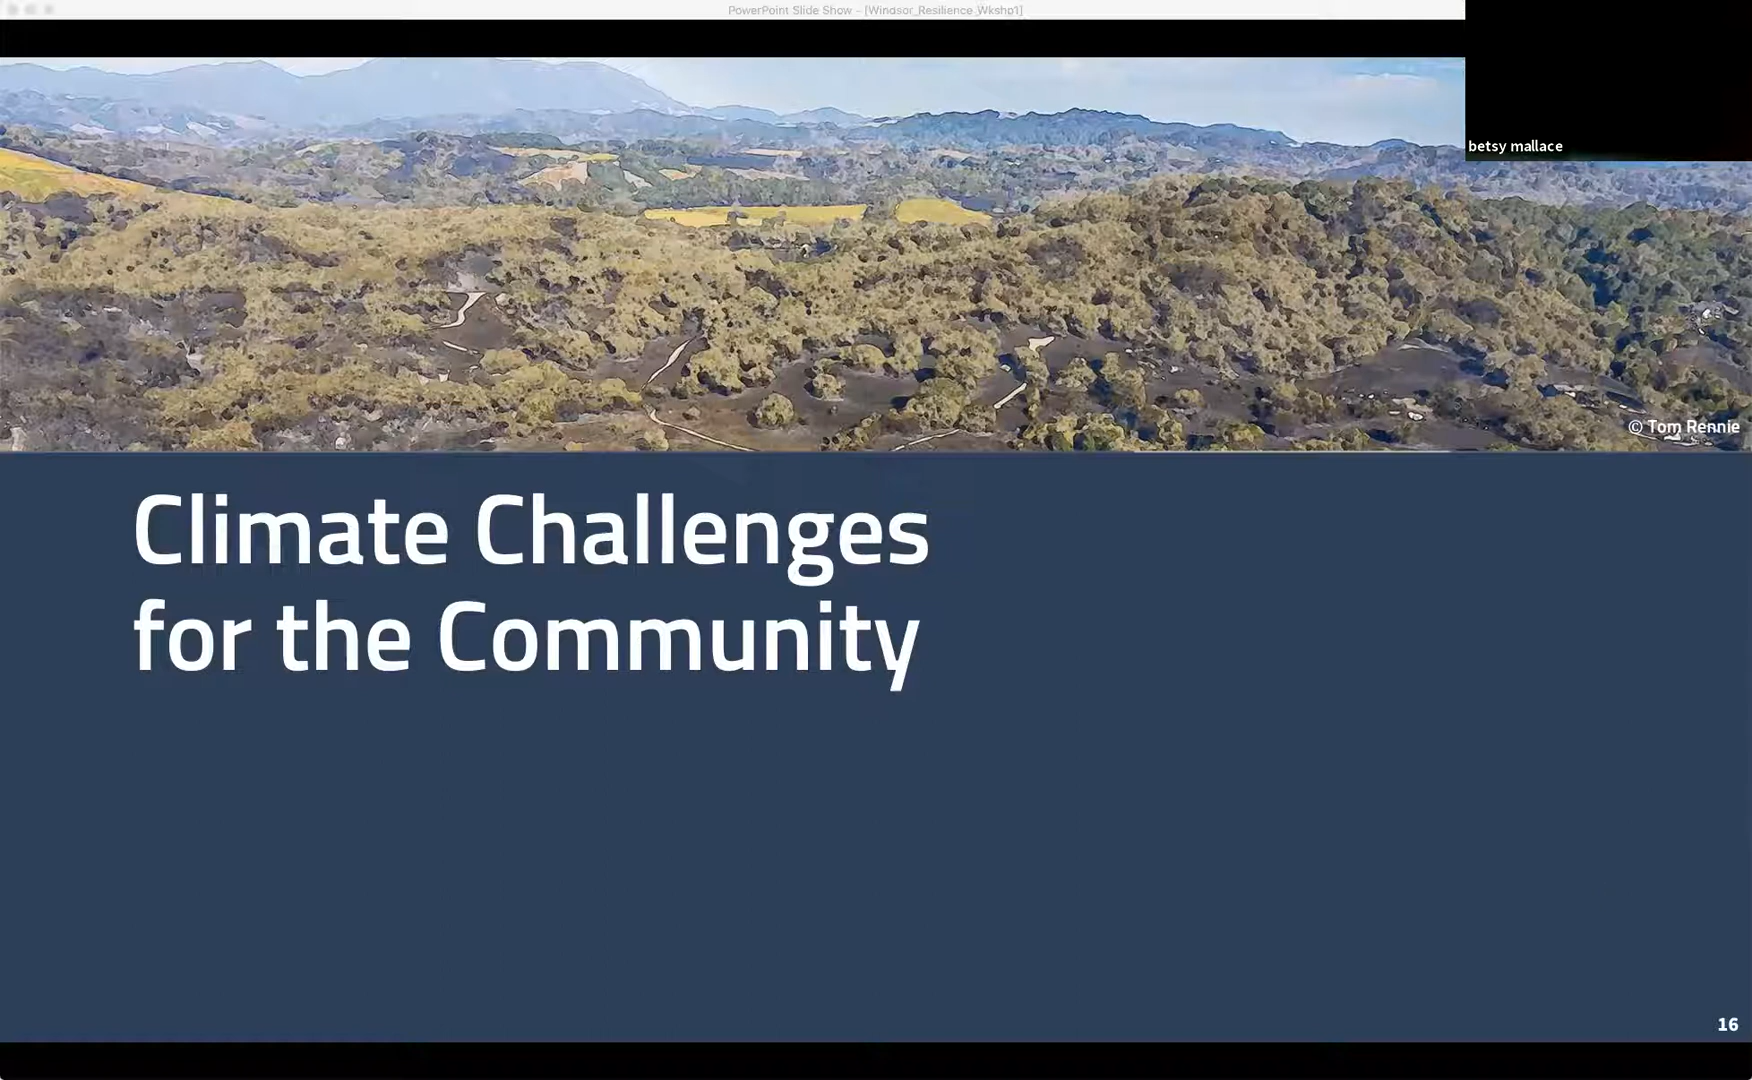 PowerPoint Slide Show - [Windsor_Resilience_Wkshp1]
betsy mallace
© Tom Rennie
Climate Challenges
for the Community
16